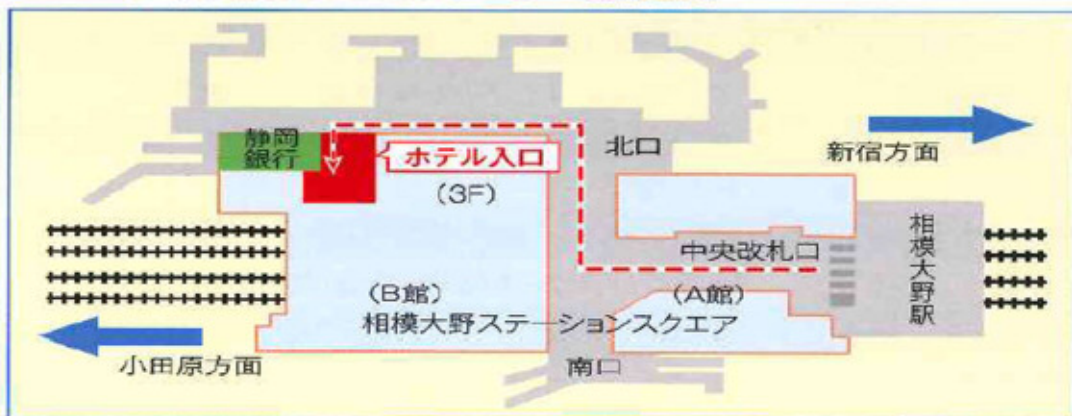 静岡
銀行
ホテル入口
(3F)
北口
新宿方面
中央改札口
相模大野駅
(B館)
(A館)
相模大野ステーションスクエア
小田原方面
南口